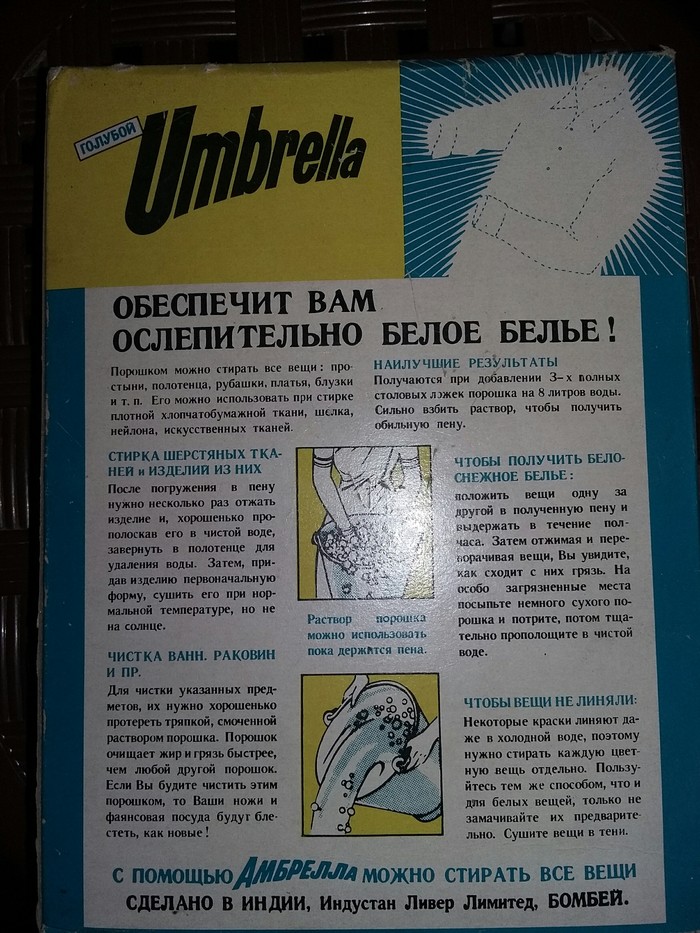 ГОЛУБОЙ
Umbrella
ОБЕСПЕЧИТ ВАМ
ОСЛЕПИТЕЛЬНО БЕЛОЕ БЕЛЬЕ!
Порошком можно стирать все вещи: про-
стыни, полотенца, рубашки, платья, блузки
и т. п. Его можно использовать при стирке
плотной хлопчатобумажной ткани, шелка,
нейлона, искусственных тканей.
НАИЛУЧШИЕ РЕЗУЛЬТАТЫ
Получаются при добавлении 3-х полных
столовых ложек порошка на 8 литров воды.
Сильно взбить раствор, чтобы получить
обильную пену.
СТИРКА ШЕРСТЯНЫХ ТКА-
НЕЙ и ИЗДЕЛИЙ ИЗ НИХ
После погружения в пену
нужно несколько раз отжать
изделие и, хорошенько про-
полоскав его в чистой воде,
завернуть в полотенце для
удаления воды. Затем, при-
дав изделию первоначальную
форму, сушить его при нор-
мальной температуре, но не
на солнце.
Раствор порошка
можно использовать
пока держатся пена.
ЧТОБЫ ПОЛУЧИТЬ БЕЛО-
СНЕЖНОЕ БЕЛЬЕ:
положить вещи одну за
другой в полученную пену и
выдержать в течение пол-
часа. Затем отжимая и пере-
ворачивая вещи, Вы увидите,
как сходит с них грязь. На
особо загрязненные места
посыпьте немного сухого по-
рошка и потрите, потом тща-
тельно прополощите в чистой
воде.
ЧИСТКА ВАНН. РАКОВИН
И ПР.
Для чистки указанных пред-
метов, их нужно хорошенько
протереть тряпкой, смоченной
раствором порошка. Порошок
очищает жир и грязь быстрее,
чем любой другой порошок.
Если Вы будите чистить этим
порошком, то Ваши ножи и
фаянсовая посуда будут бле-
стеть, как новые!
ЧТОБЫ ВЕЩИ НЕ ЛИНЯЛИ:
Некоторые краски линяют да-
же в холодной воде, поэтому
нужно стирать каждую цвет-
ную вещь отдельно. Пользу-
йтесь тем же способом, что и
для белых вещей, только не
замачивайте их предварите-
льно. Сушите вещи в тени.
С ПОМОЩЬЮ АМБРЕЛЛА МОЖНО СТИРАТЬ ВСЕ ВЕЩИ
СДЕЛАНО В ИНДИИ, Индустан Ливер Лимитед, БОМБЕЙ.